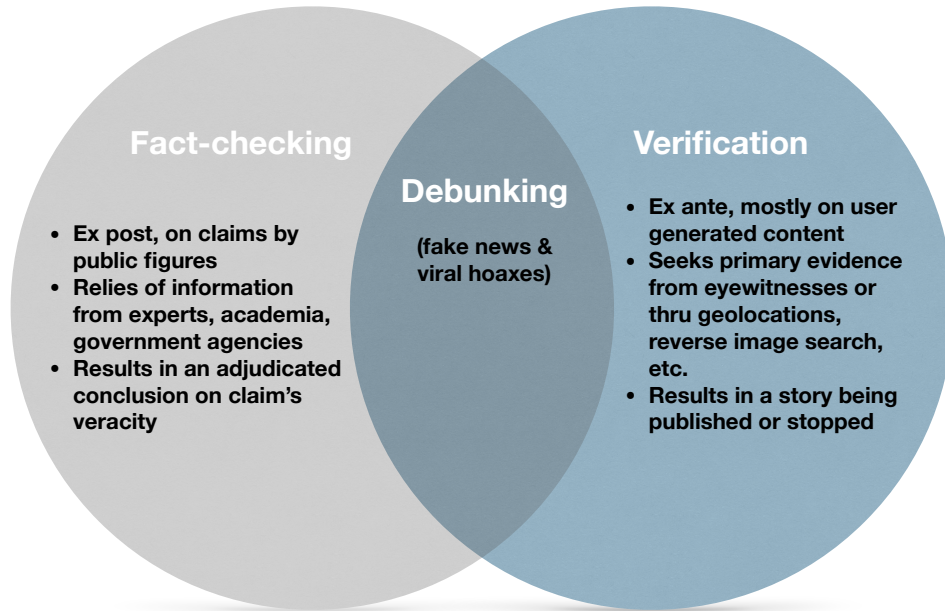 Fact-checking
• Ex post, on claims by
public figures
• Relies of information
from experts, academia,
government agencies
• Results in an adjudicated
conclusion on claim's
veracity
Debunking
(fake news &
viral hoaxes)
Verification
• Ex ante, mostly on user
generated content
• Seeks primary evidence
from eyewitnesses or
thru geolocations,
reverse image search,
etc.
• Results in a story being
published or stopped